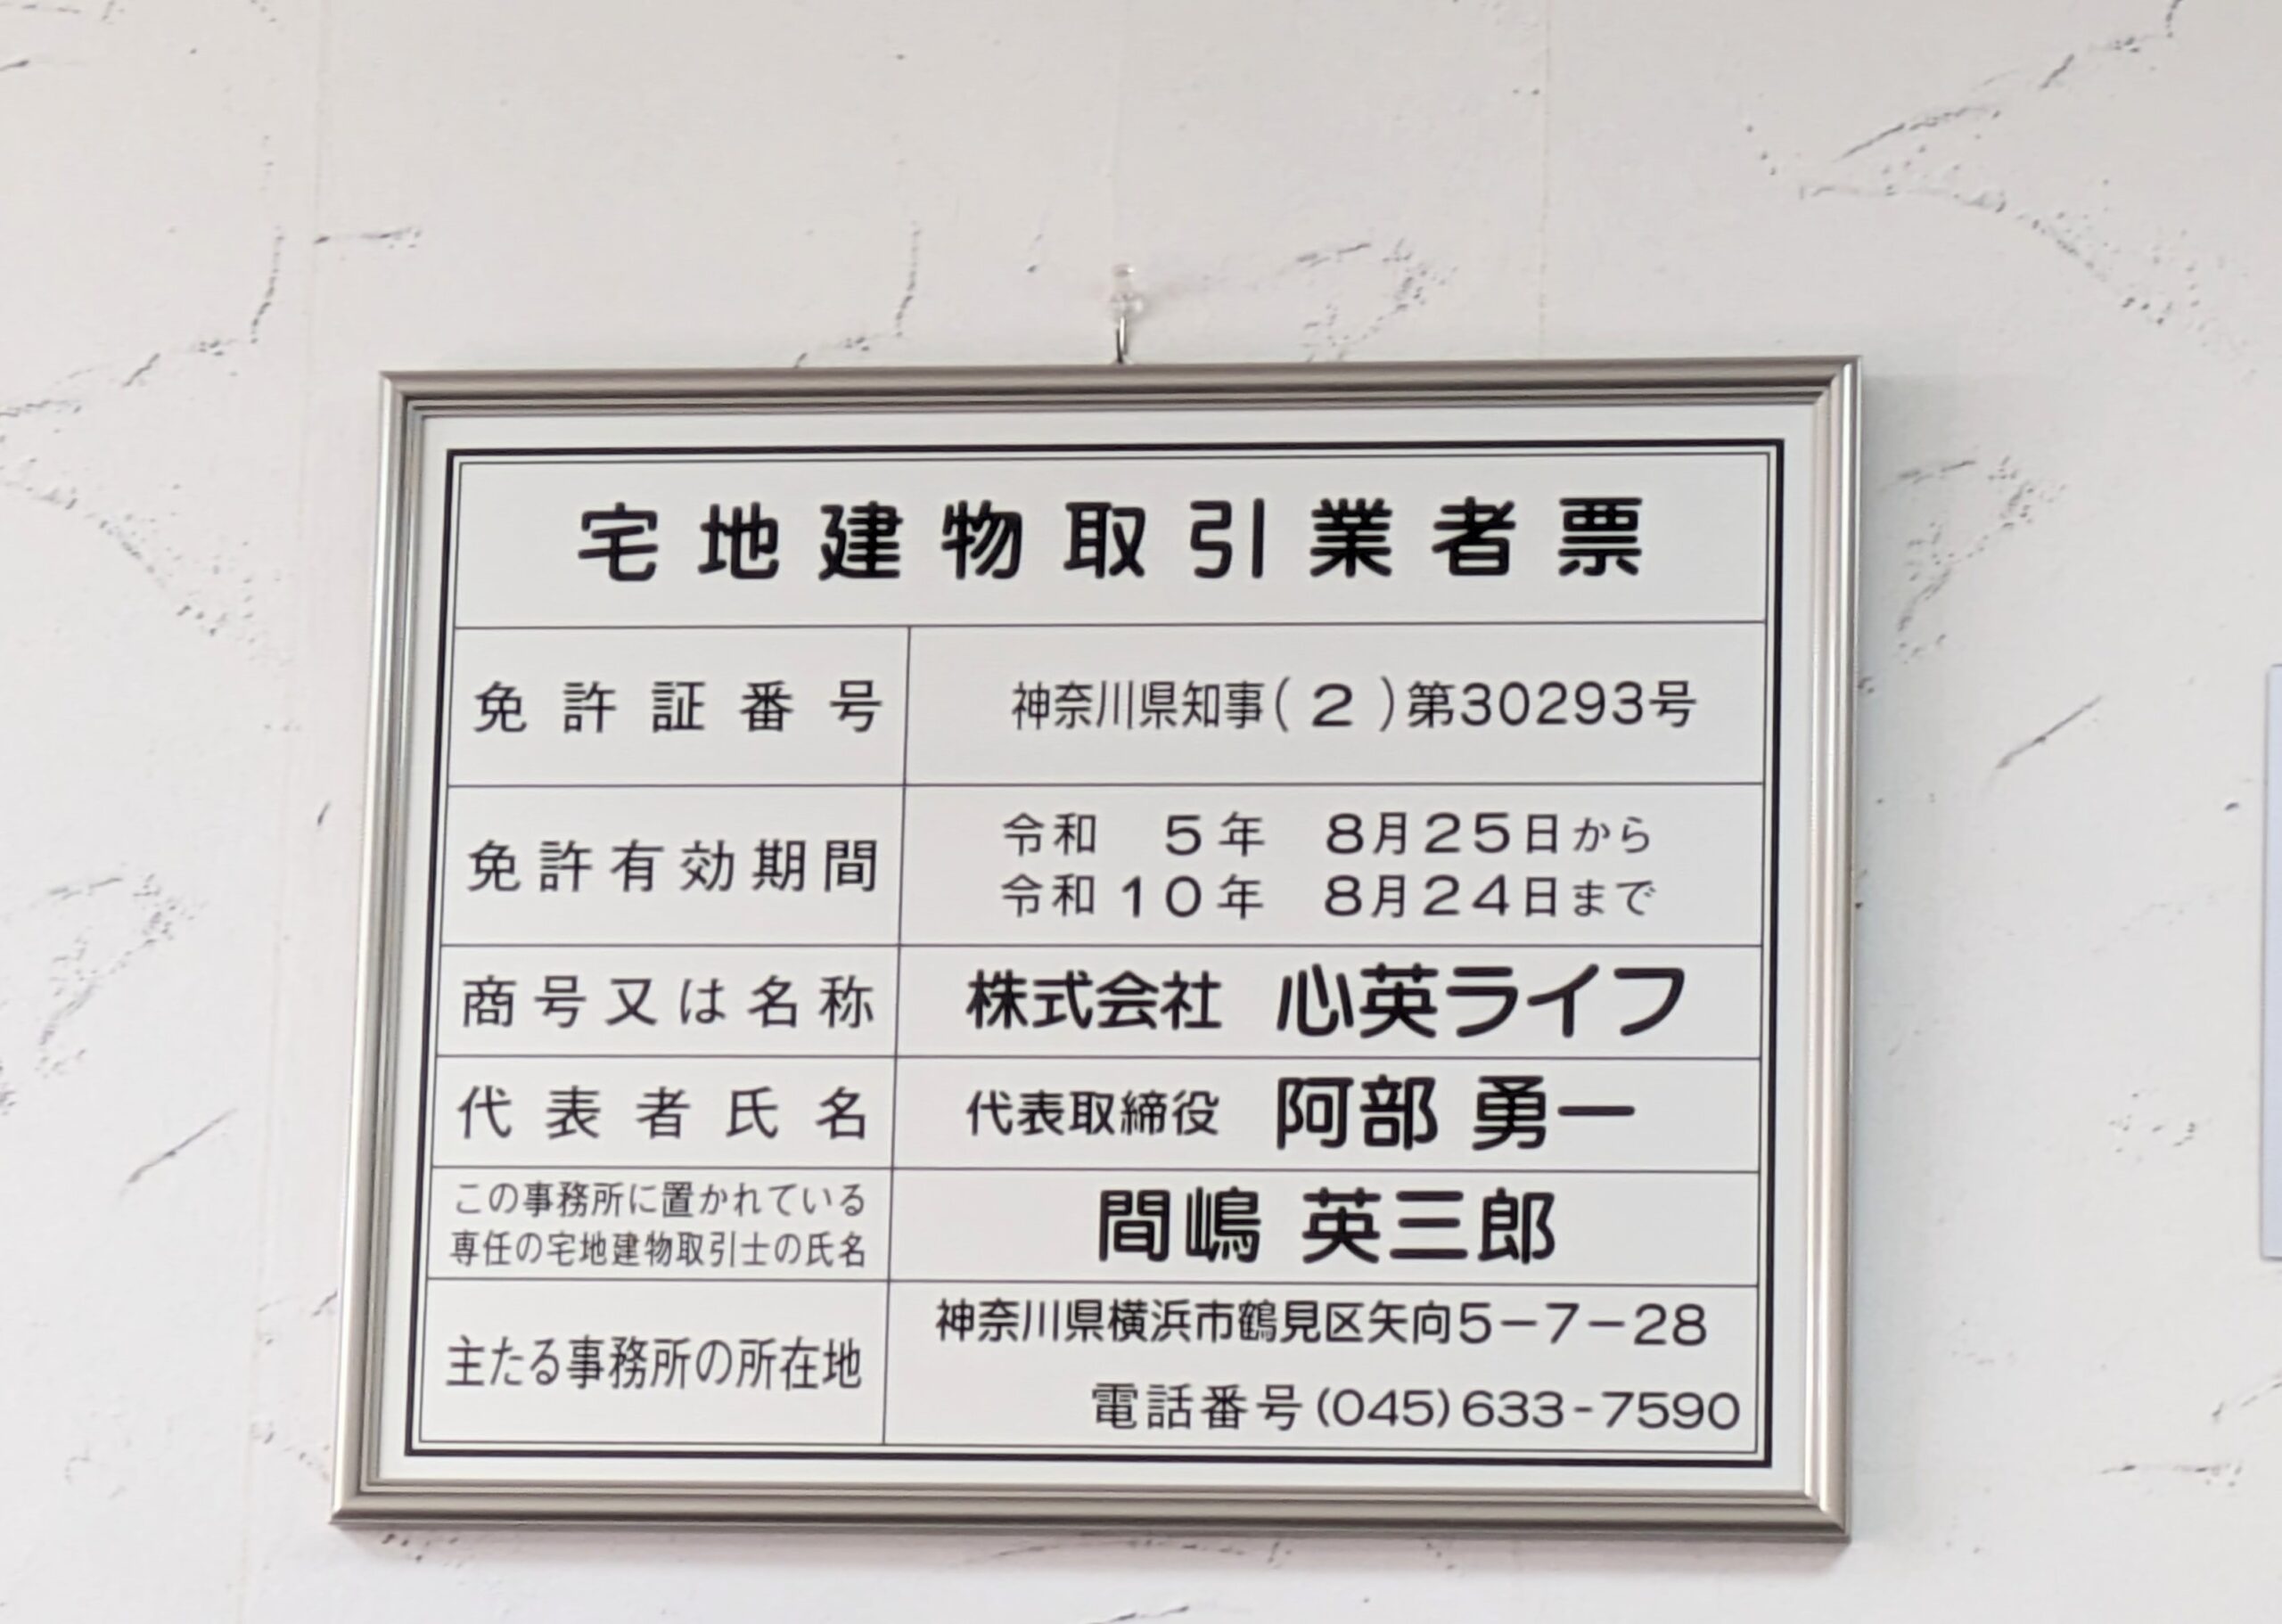 宅地建物取引業者票
免許証番号 神奈川県知事(2)第30293号
免許有効期間 令和 5年 8月25日から
令和10年 8月24日まで
商号又は名称 株式会社 心英ライフ
代表者氏名 代表取締役 阿部 勇一
この事務所に置かれている
専任の宅地建物取引士の氏名 間嶋 英三郎
主たる事務所の所在地 神奈川県横浜市鶴見区矢向5-7-28
電話番号(045)633-7590